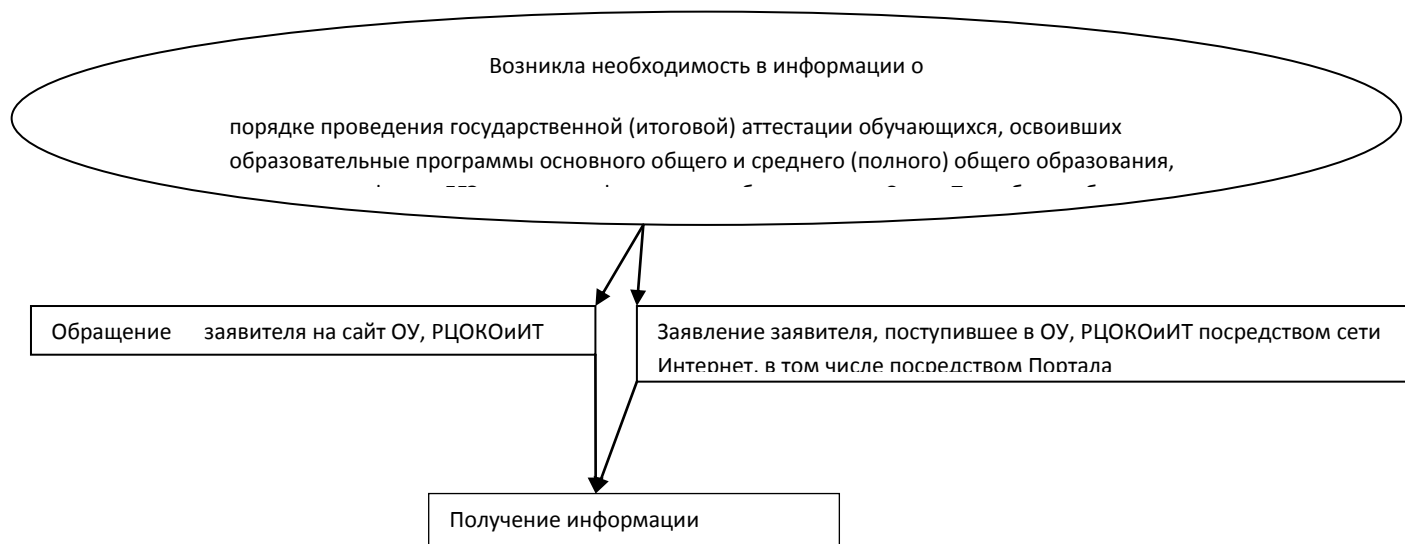 Возникла необходимость в информации о
порядке проведения государственной (итоговой) аттестации обучающихся, освоивших
образовательные программы основного общего и среднего (полного) общего образования,
Обращение заявителя на сайт ОУ, РЦОКОиИТ
Заявление заявителя, поступившее в ОУ, РЦОКОиИТ посредством сети
Интернет, в том числе посредством Портала
Получение информации